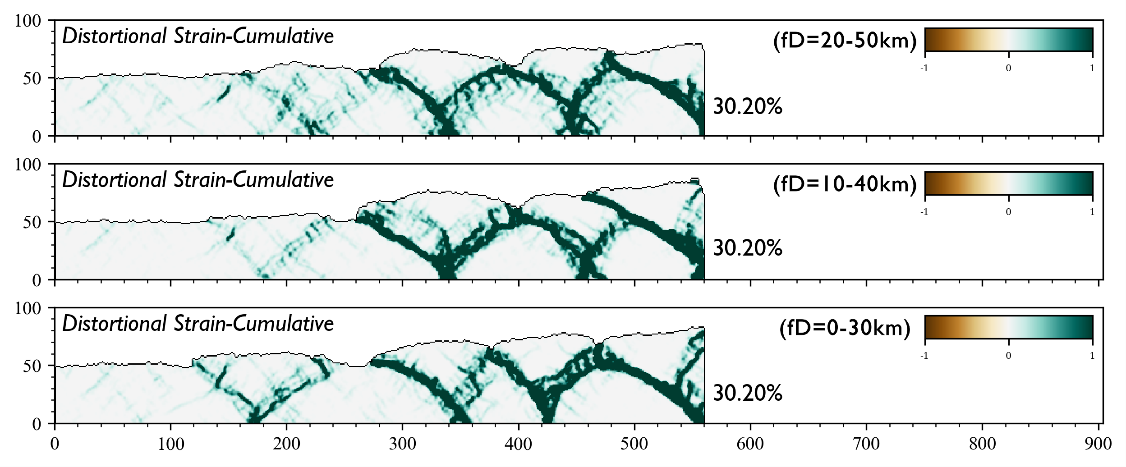 100
Distortional Strain-Cumulative
(fD=20-50km)
50
-1 0 1
30.20%
0
100
Distortional Strain-Cumulative
(fD=10-40km)
50
-1 0 1
30.20%
0
100
Distortional Strain-Cumulative
(fD=0-30km)
50
-1 0 1
30.20%
0
0 100 200 300 400 500 600 700 800 900